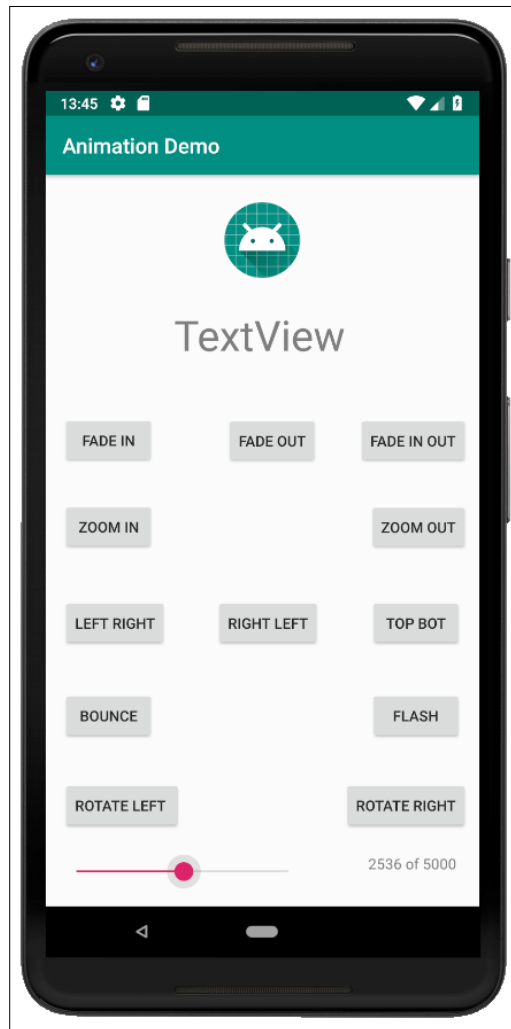 13:45
Animation Demo
TextView
FADE IN FADE OUT FADE IN OUT
ZOOM IN ZOOM OUT
LEFT RIGHT RIGHT LEFT TOP BOT
BOUNCE FLASH
ROTATE LEFT ROTATE RIGHT
2536 of 5000